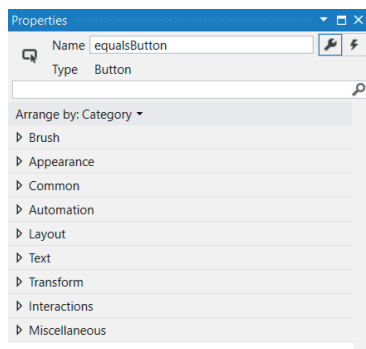 Properties
Name equalsButton
Type Button
Arrange by: Category
Brush
Appearance
Common
Automation
Layout
Text
Transform
Interactions
Miscellaneous